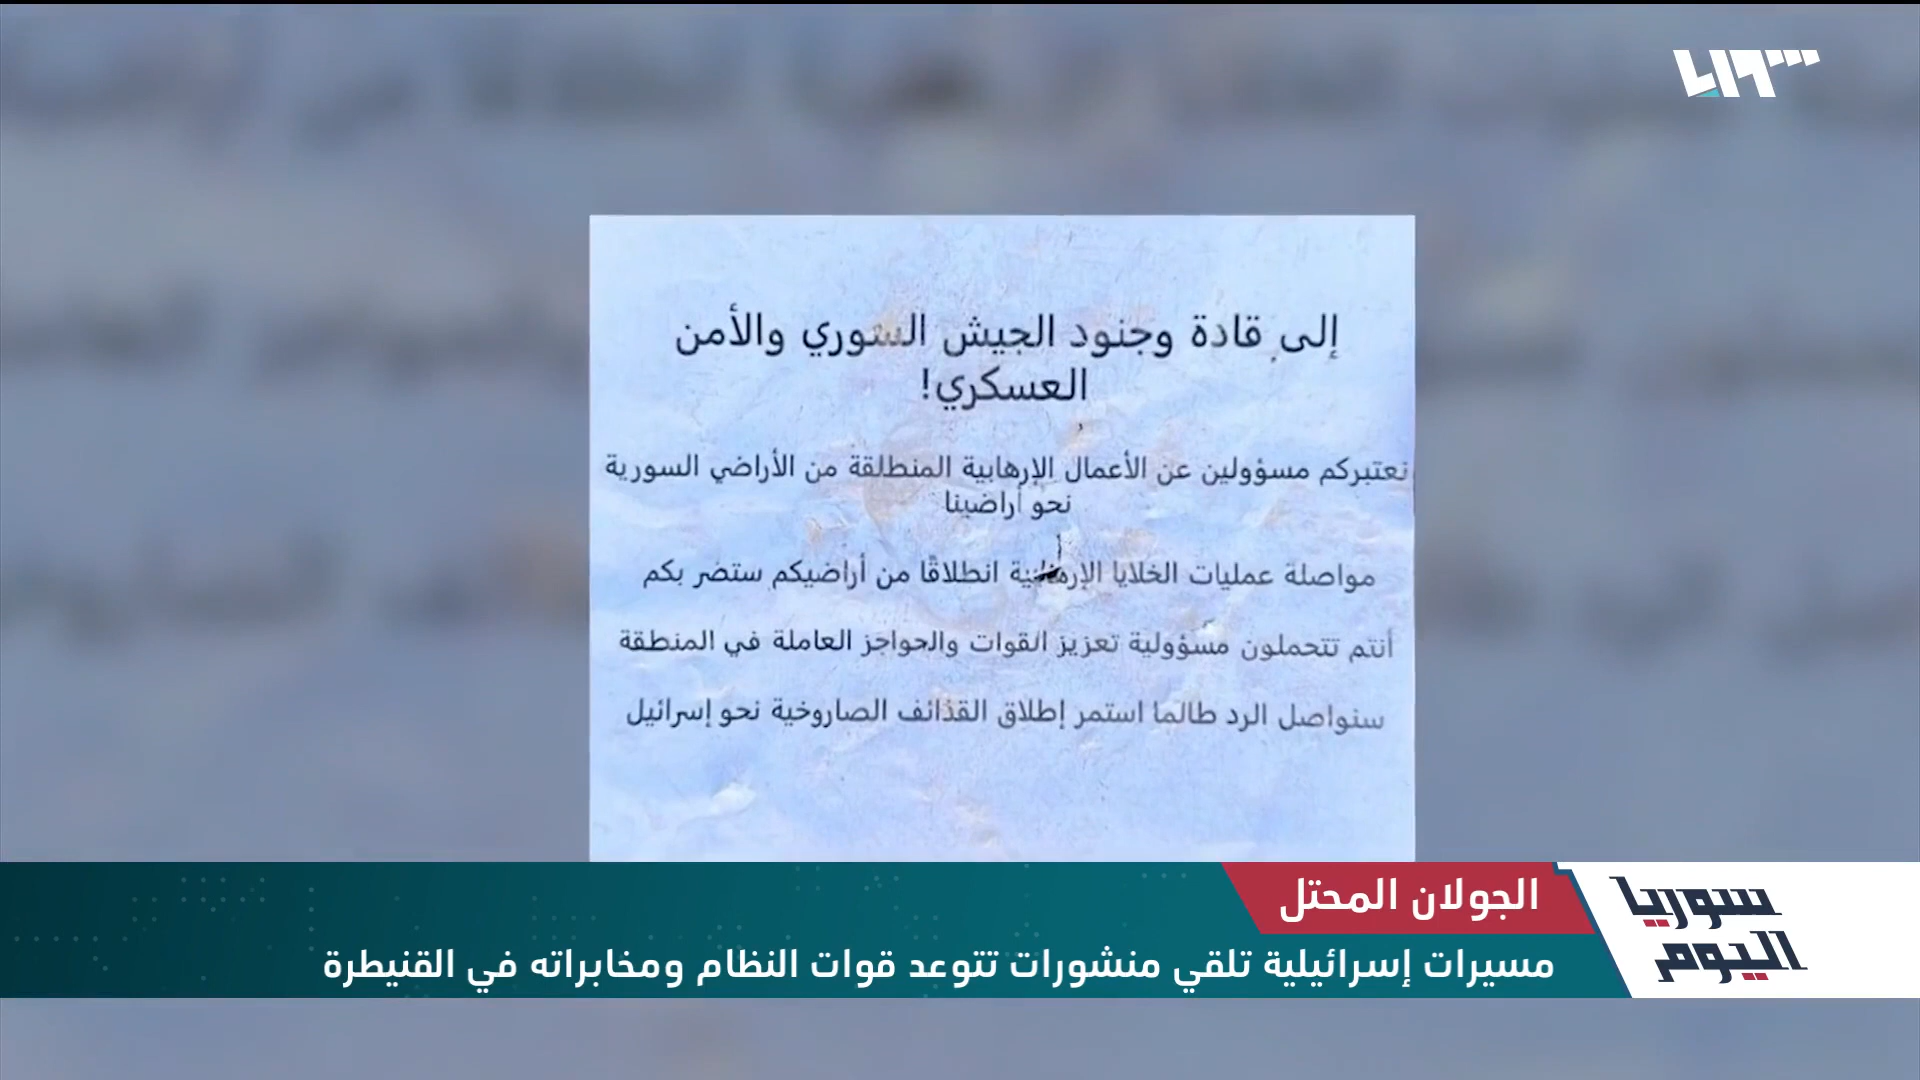 إلى قادة وجنود الجيش السوري والأمن
العسكري!
نعتبركم مسؤولين عن الأعمال الإرهابية المنطلقة من الأراضي السورية
نحو أراضينا
مواصلة عمليات الخلايا الإرهابية انطلاقًا من أراضيكم ستضر بكم
أنتم تتحملون مسؤولية تعزيز القوات والحواجز العاملة في المنطقة
سنواصل الرد طالما استمر إطلاق القذائف الصاروخية نحو إسرائيل
الجولان المحتل
مسيرات إسرائيلية تلقي منشورات تتوعد قوات النظام ومخابراته في القنيطرة
سوريا
اليوم